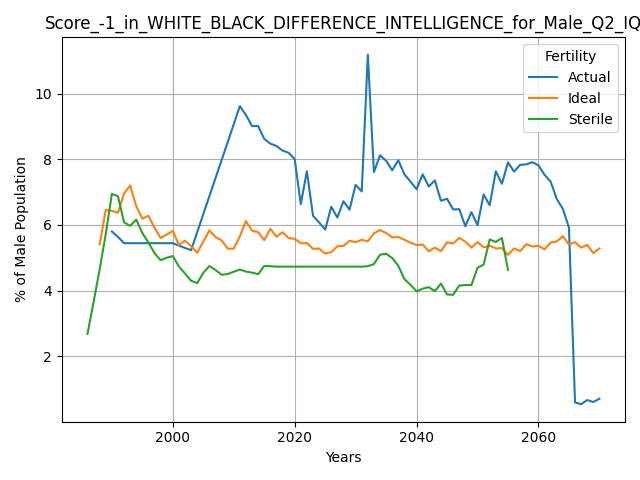 Score_-1_in_WHITE_BLACK_DIFFERENCE_INTELLIGENCE_for_Male_Q2_IQ
Fertility
Actual
Ideal
Sterile
% of Male Population
10
8
6
4
2
2000
2020
2040
2060
Years